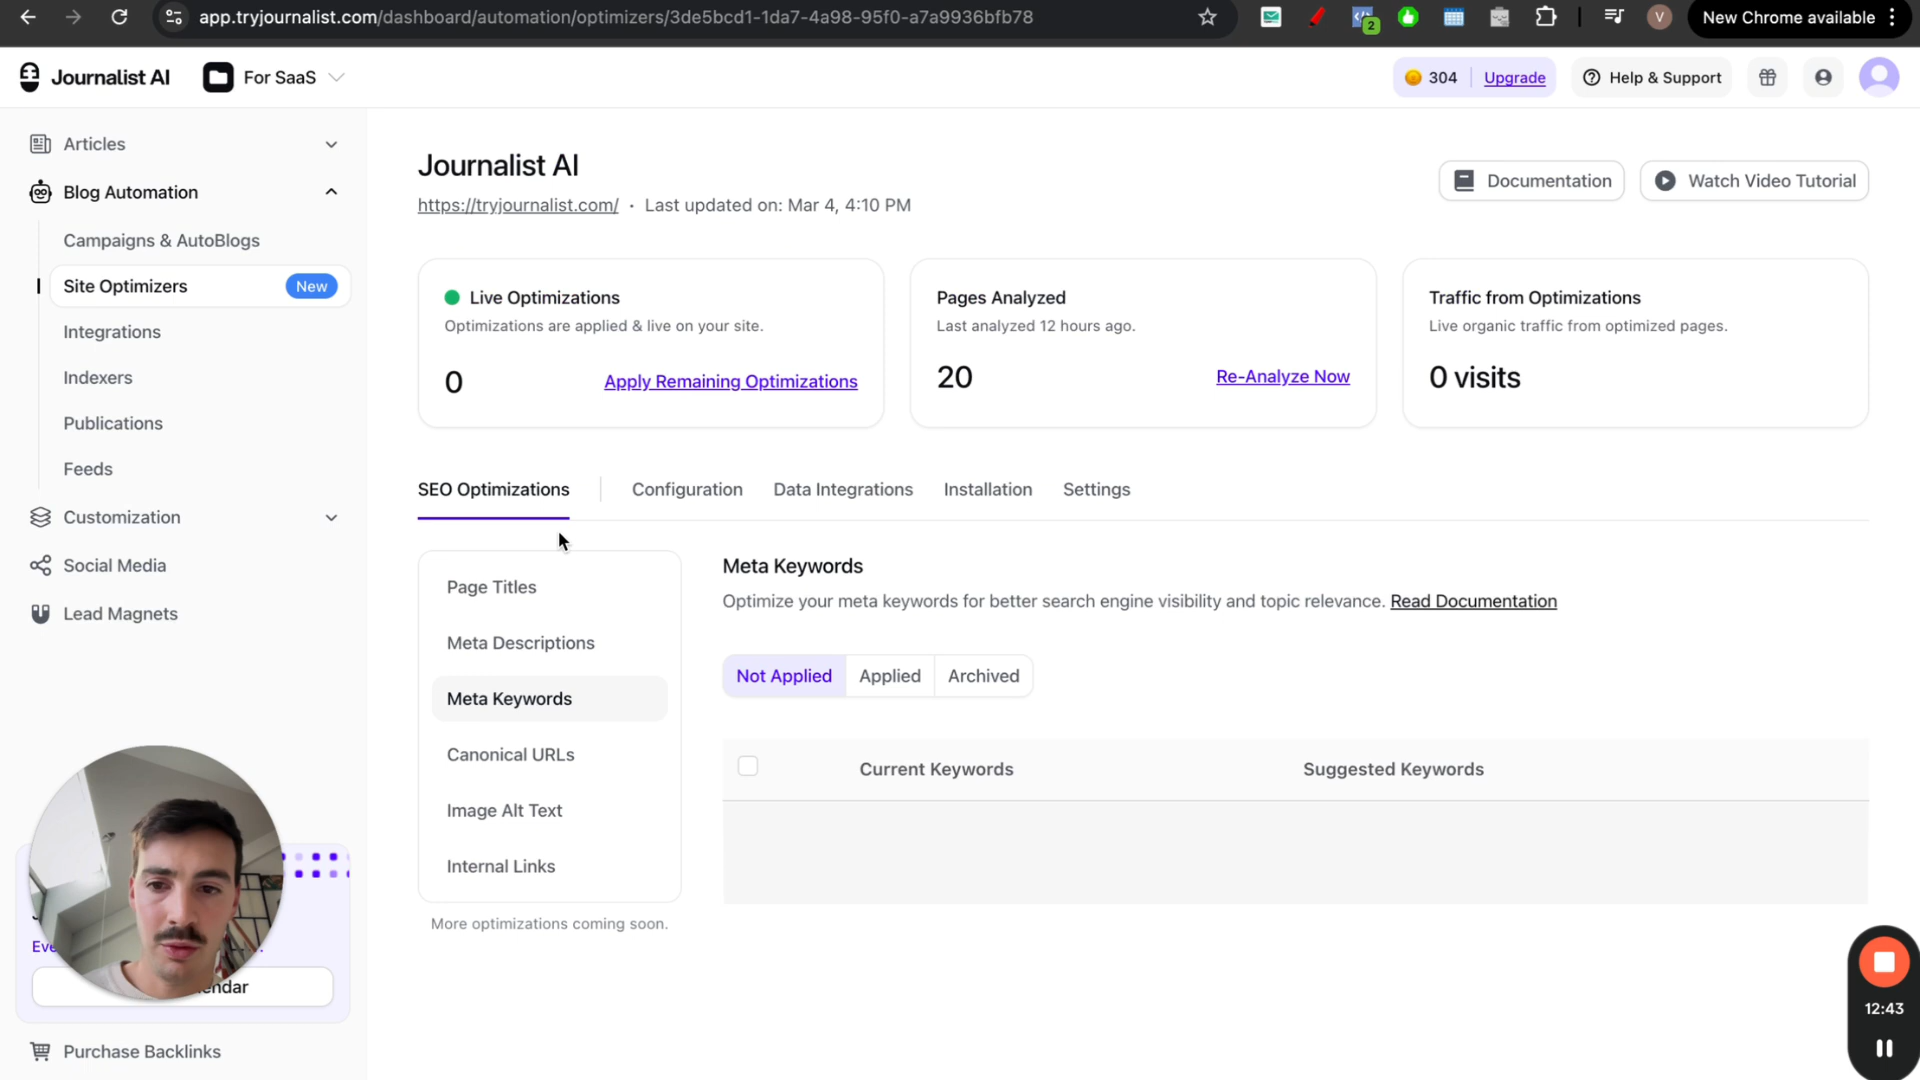 app.tryjournalist.com/dashboard/automation/optimizers/3de5bcd1-1da7-4a98-95f0-a7a9936bfb78
2
V
New Chrome available
Journalist AI
For SaaS
304
Upgrade
Help & Support
Articles
Blog Automation
Campaigns & AutoBlogs
Site Optimizers
New
Integrations
Indexers
Publications
Feeds
Customization
Social Media
Lead Magnets
Eve
endar
Purchase Backlinks
Journalist AI
https://tryjournalist.com/ • Last updated on: Mar 4, 4:10 PM
Documentation
Watch Video Tutorial
Live Optimizations
Optimizations are applied & live on your site.
0
Apply Remaining Optimizations
Pages Analyzed
Last analyzed 12 hours ago.
20
Re-Analyze Now
Traffic from Optimizations
Live organic traffic from optimized pages.
0 visits
SEO Optimizations
Configuration
Data Integrations
Installation
Settings
Page Titles
Meta Descriptions
Meta Keywords
Canonical URLs
Image Alt Text
Internal Links
More optimizations coming soon.
Meta Keywords
Optimize your meta keywords for better search engine visibility and topic relevance. Read Documentation
Not Applied
Applied
Archived
Current Keywords
Suggested Keywords
12:43